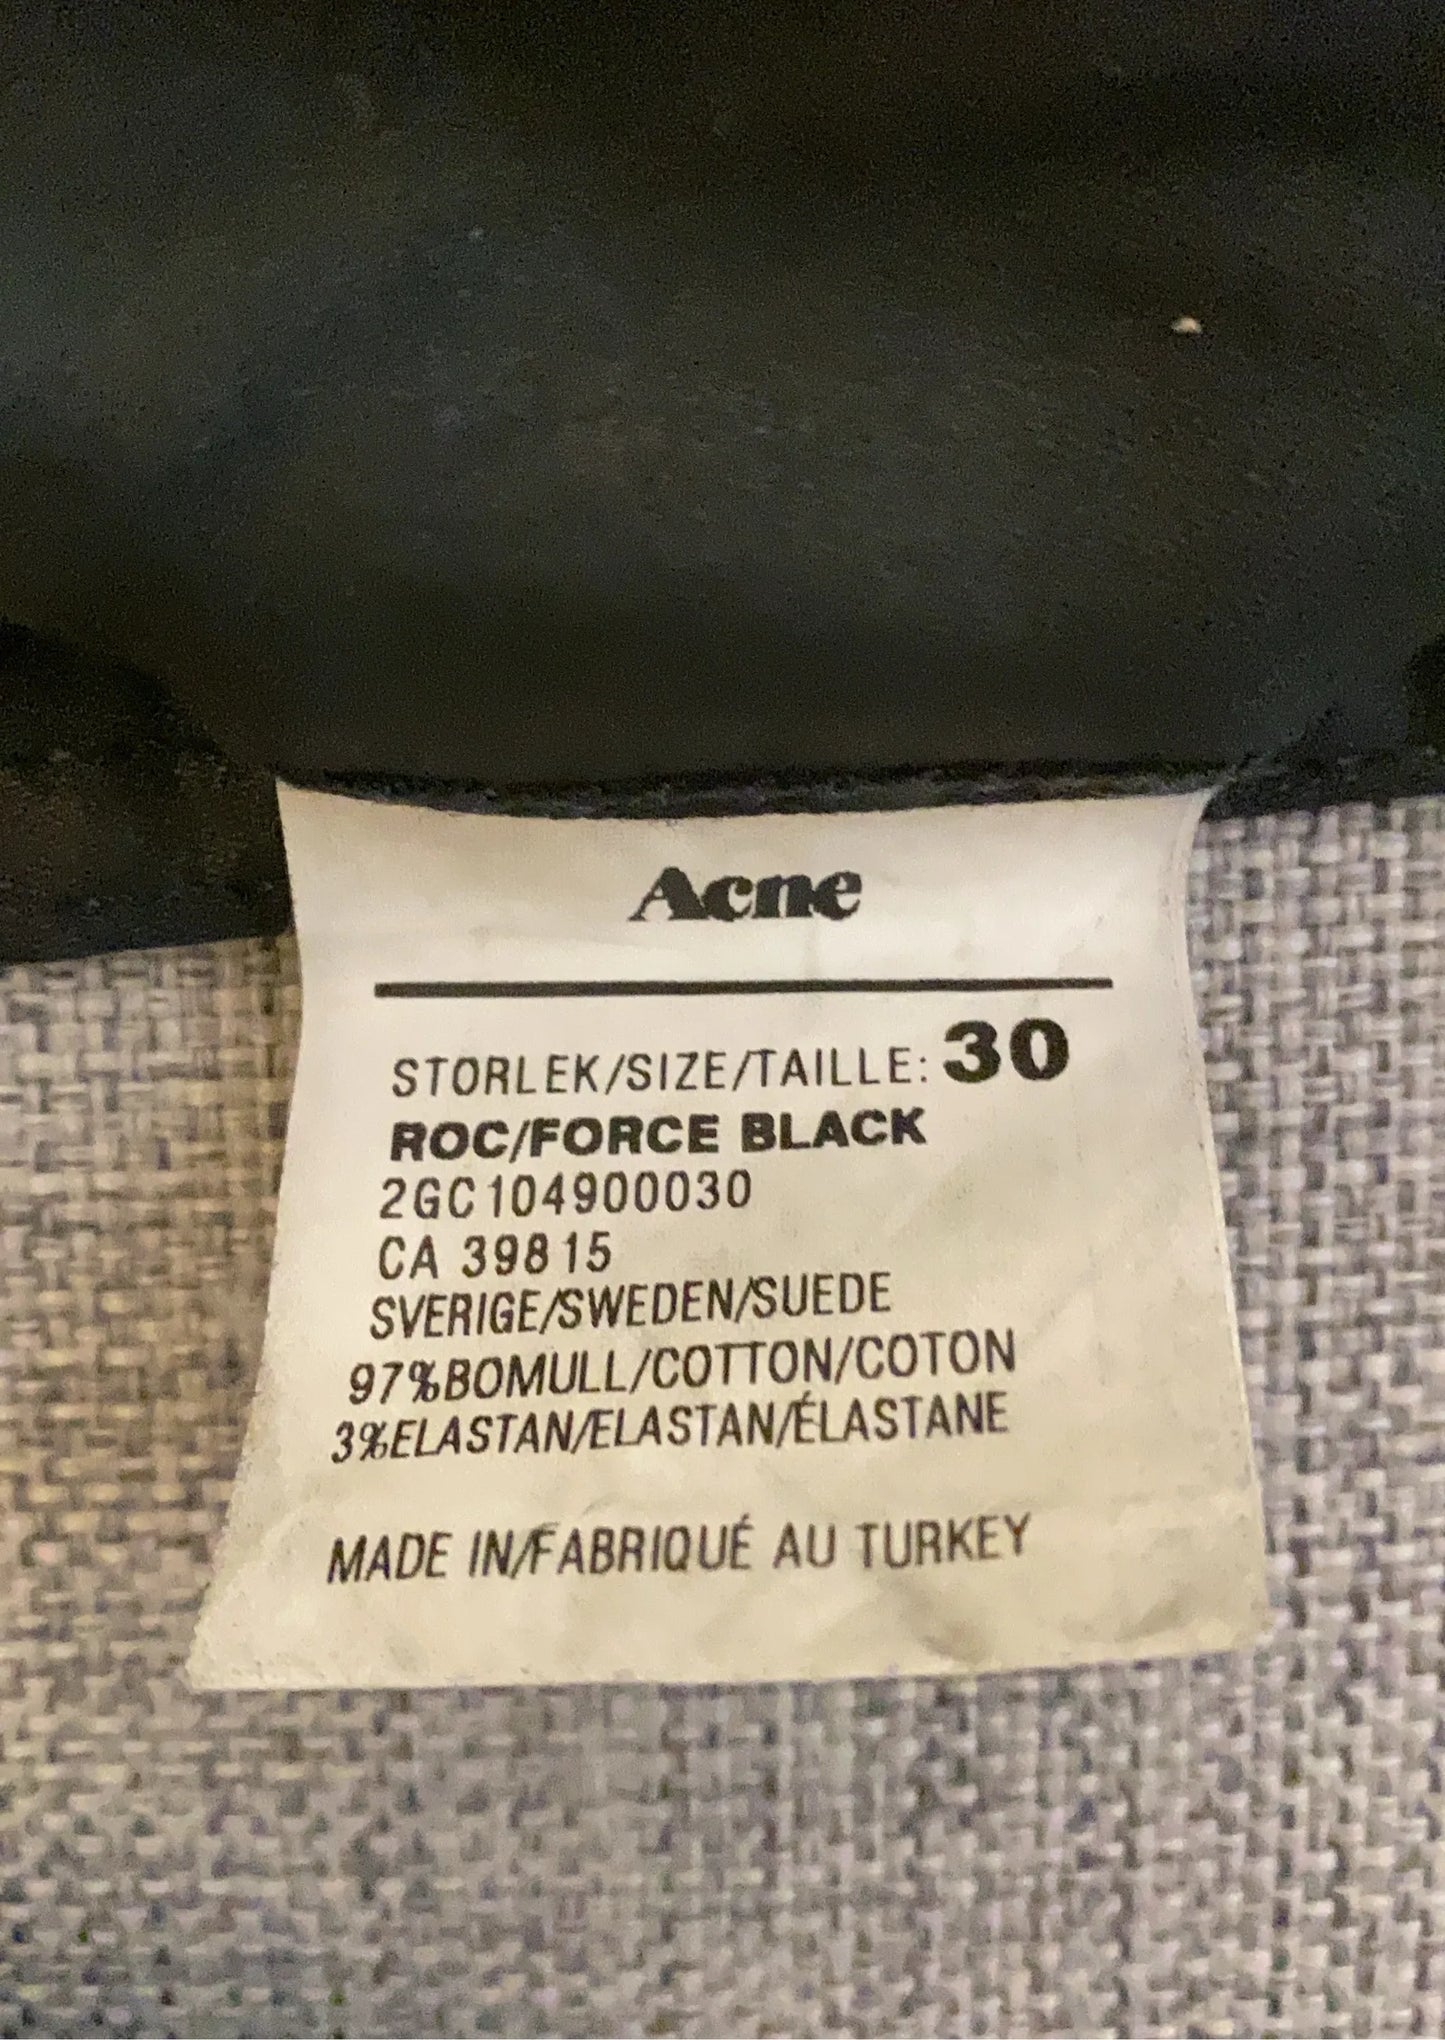 Acne
STORLEK/SIZE/TAILLE: 30
ROC/FORCE BLACK
2GC104900030
CA 39815
SVERIGE/SWEDEN/SUEDE
97%BOMULL/COTTON/COTON
3%ELASTAN/ELASTAN/ÉLASTANE
MADE IN/FABRIQUÉ AU TURKEY